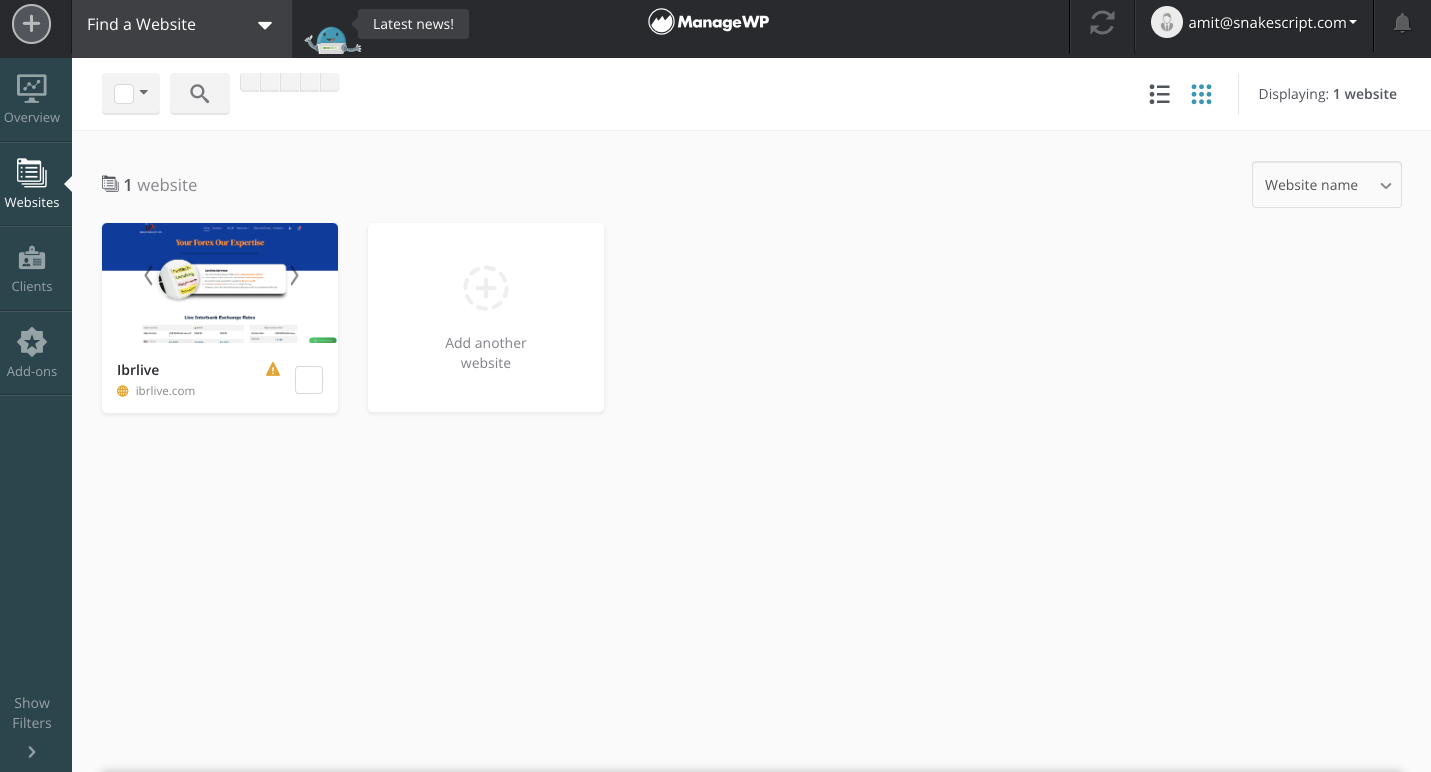 Find a Website
Latest news!
ManageWP
amit@snakescript.com
Overview
Websites
Clients
Add-ons
Show
Filters
Displaying: 1 website
1 website
Website name
Your Forex Our Expertise
Live Interbank Exchange Rates
Ibrlive
ibrlive.com
Add another
website